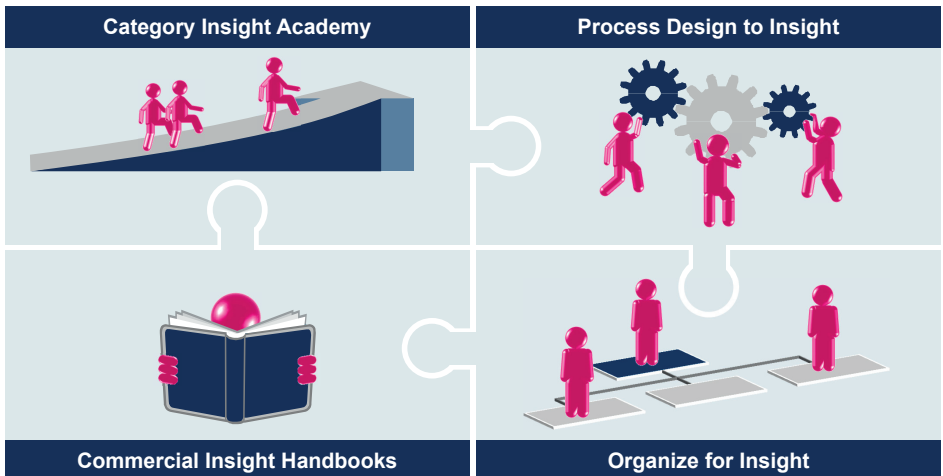 Category Insight Academy
Process Design to Insight
Commercial Insight Handbooks
Organize for Insight